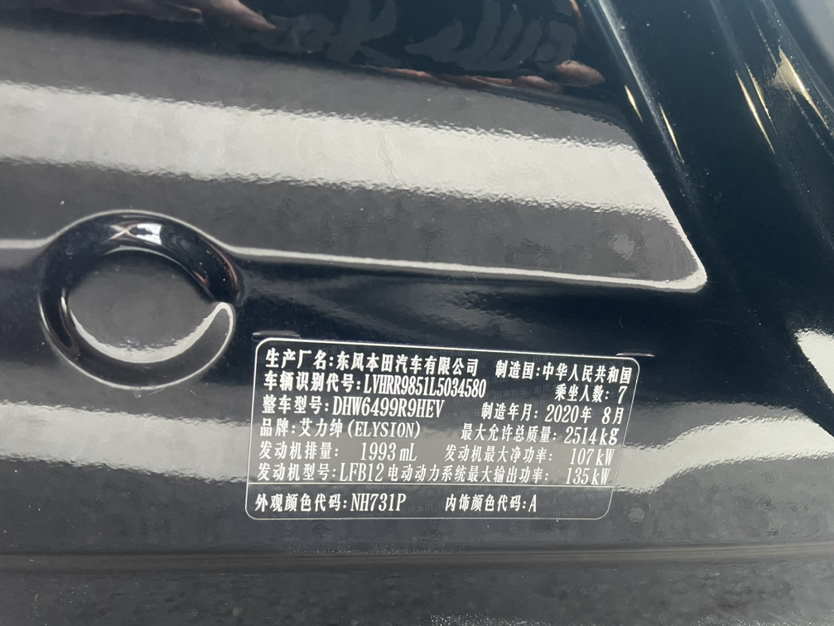 生产厂名:东风本田汽车有限公司 制造国:中华人民共和国
车辆识别代号:LVHRR9851L5034580 乘坐人数:7
整车型号:DHW6499R9HEV 制造年月:2020年 8月
品牌:艾力绅(ELYSION) 最大允许总质量:2514kg
发动机排量: 1993mL 发动机最大净功率: 107kW
发动机型号:LFB12 电动动力系统最大输出功率: 135kW
外观颜色代码:NH731P 内饰颜色代码:A